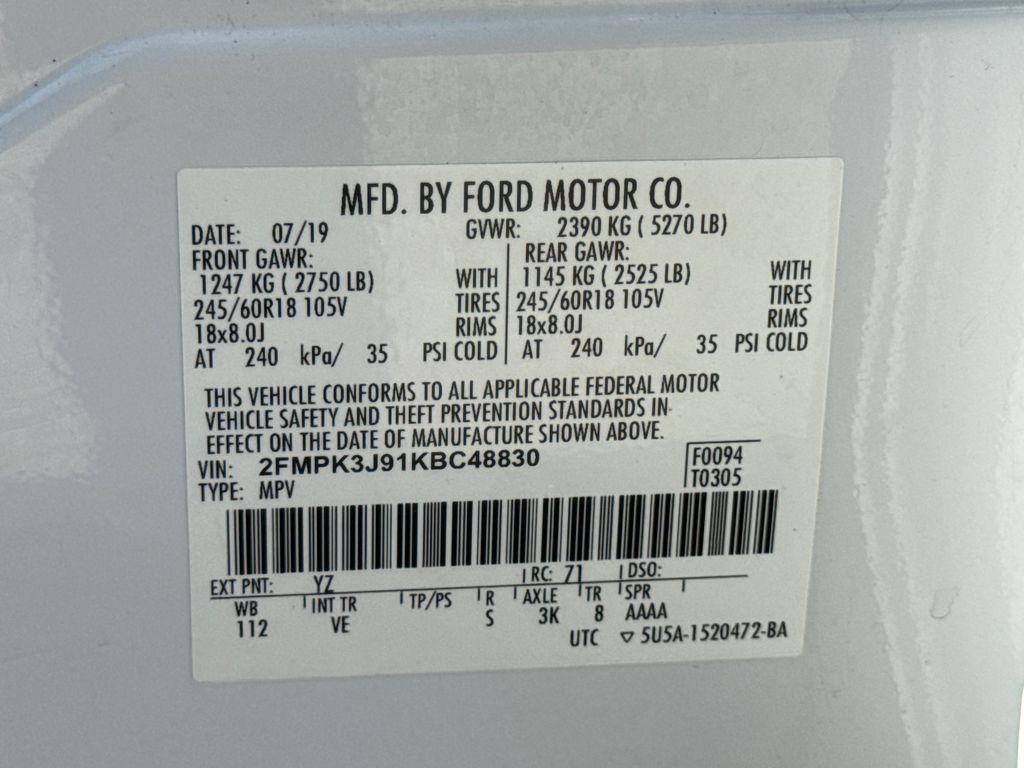 MFD. BY FORD MOTOR CO.
DATE: 07/19 GVWR: 2390 KG ( 5270 LB)
FRONT GAWR: REAR GAWR:
1247 KG ( 2750 LB) WITH 1145 KG ( 2525 LB) WITH
245/60R18 105V TIRES 245/60R18 105V TIRES
18x8.0J RIMS 18x8.0J RIMS
AT 240 kPa/ 35 PSI COLD AT 240 kPa/ 35 PSI COLD
THIS VEHICLE CONFORMS TO ALL APPLICABLE FEDERAL MOTOR
VEHICLE SAFETY AND THEFT PREVENTION STANDARDS IN
EFFECT ON THE DATE OF MANUFACTURE SHOWN ABOVE.
VIN: 2FMPK3J91KBC48830 F0094
TYPE: MPV T0305
EXT PNT: YZ RC: 71 DSO:
WB INT TR TP/PS R AXLE TR SPR
112 VE S 3K 8 AAAA
UTC ▽ 5U5A-1520472-BA